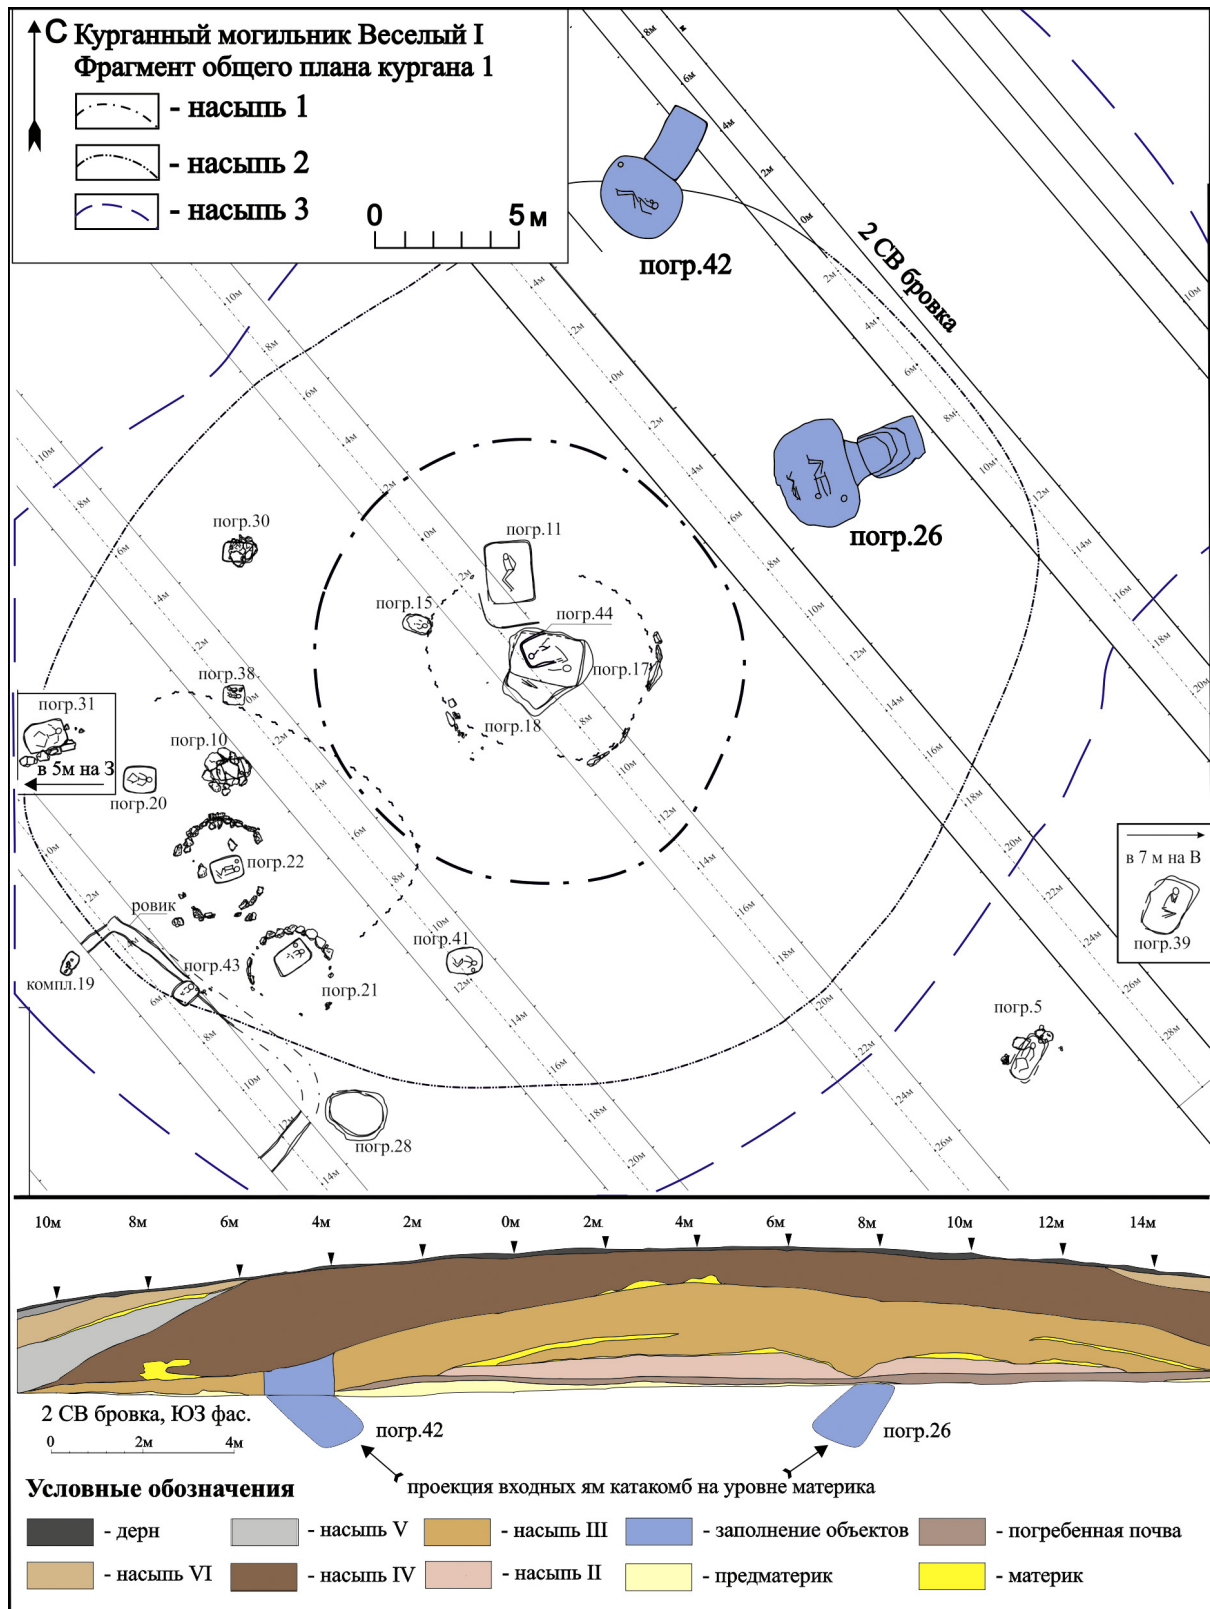 С Курганный могильник Веселый I
Фрагмент общего плана кургана 1
- насыпь 1
- насыпь 2
- насыпь 3
0 5 м
погр.42
2 СВ бровка
погр.26
погр.30
погр.11
погр.15
погр.44
погр.17
погр.18
погр.38
погр.31
в 5м на З
погр.10
погр.20
погр.22
ровик
погр.43
компл.19
погр.21
погр.41
в 7 м на В
погр.39
погр.5
погр.28
10м 8м 6м 4м 2м 0м 2м 4м 6м 8м 10м 12м 14м
2 СВ бровка, ЮЗ фас.
0 2м 4м
погр.42
погр.26
проекция входных ям катакомб на уровне материка
Условные обозначения
- дерн
- насыпь V
- насыпь III
- заполнение объектов
- погребенная почва
- насыпь VI
- насыпь IV
- насыпь II
- предматерик
- материк